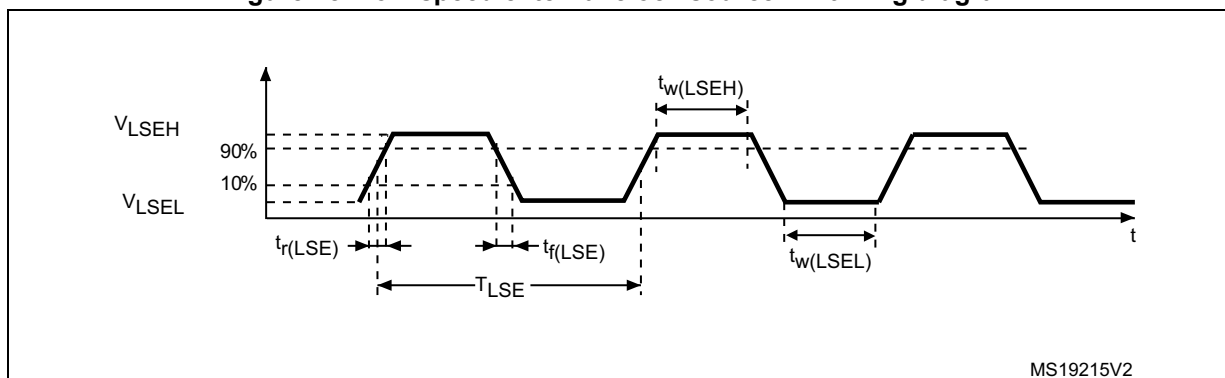 tw(LSEH)
VLSEH
90%
10%
VLSEL
tr(LSE)
tf(LSE)
t
tw(LSEL)
TLSE
MS19215V2